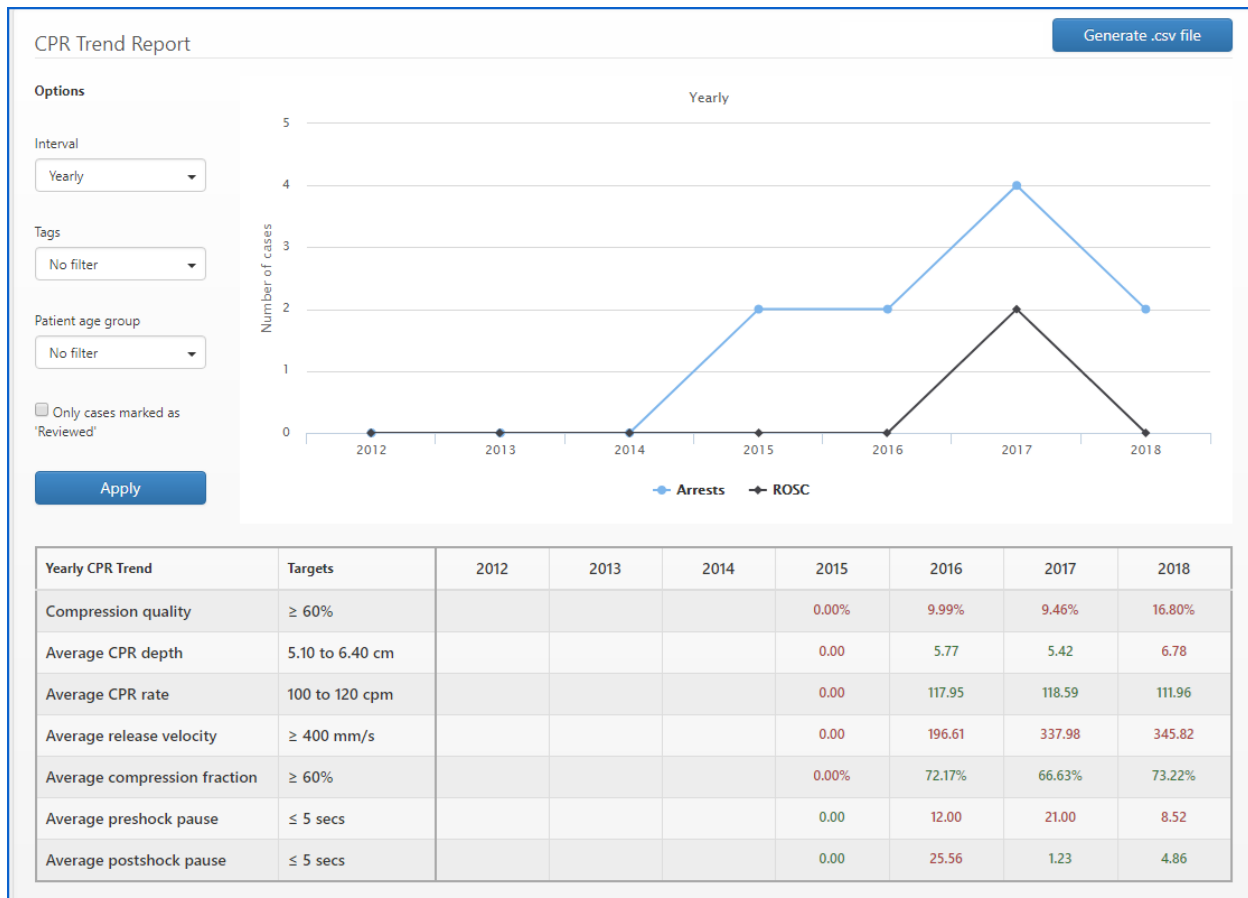 CPR Trend Report
Generate .csv file
Options
Interval
Yearly
Tags
No filter
Patient age group
No filter
Only cases marked as
'Reviewed'
Apply
Yearly
Number of cases
5
4
3
2
1
0
2012 2013 2014 2015 2016 2017 2018
Arrests ROSC
Yearly CPR Trend Targets 2012 2013 2014 2015 2016 2017 2018
Compression quality ≥ 60% 0.00% 9.99% 9.46% 16.80%
Average CPR depth 5.10 to 6.40 cm 0.00 5.77 5.42 6.78
Average CPR rate 100 to 120 cpm 0.00 117.95 118.59 111.96
Average release velocity ≥ 400 mm/s 0.00 196.61 337.98 345.82
Average compression fraction ≥ 60% 0.00% 72.17% 66.63% 73.22%
Average preshock pause ≤ 5 secs 0.00 12.00 21.00 8.52
Average postshock pause ≤ 5 secs 0.00 25.56 1.23 4.86